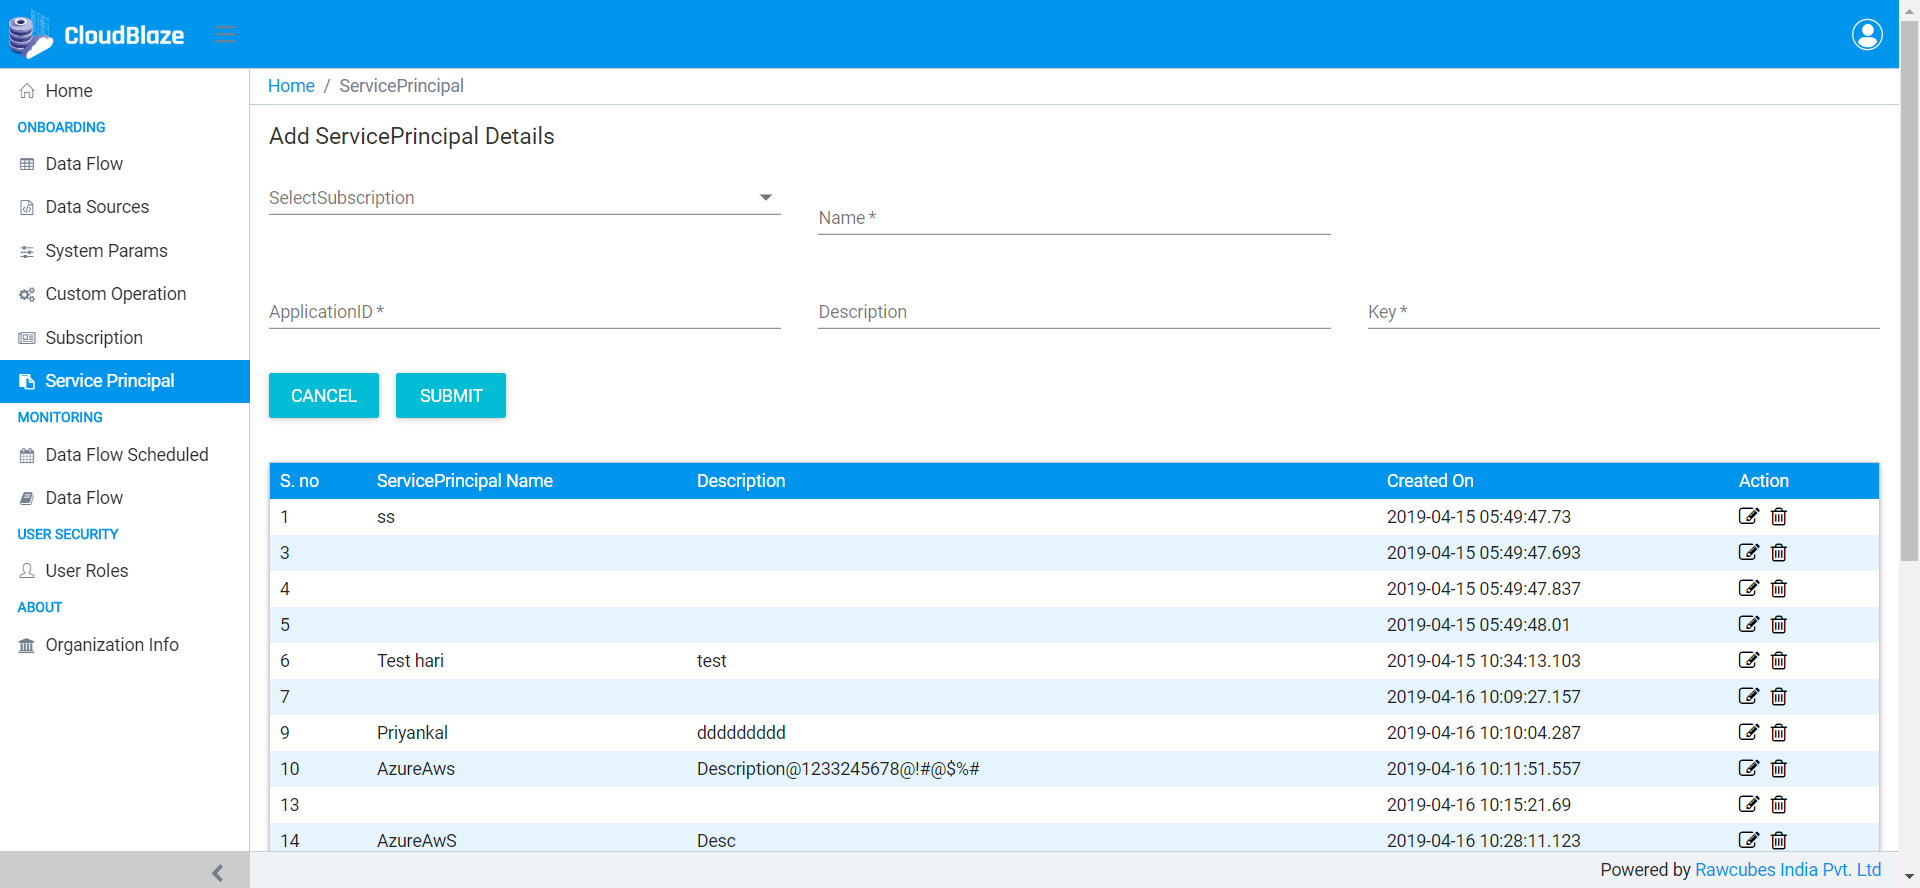 CloudBlaze
Home
ONBOARDING
Data Flow
Data Sources
System Params
Custom Operation
Subscription
Service Principal
MONITORING
Data Flow Scheduled
Data Flow
USER SECURITY
User Roles
ABOUT
Organization Info
Home / ServicePrincipal
Add ServicePrincipal Details
SelectSubscription
Name *
ApplicationID * Description Key *
CANCEL SUBMIT
S. no ServicePrincipal Name Description Created On Action
1 ss 2019-04-15 05:49:47.73
3 2019-04-15 05:49:47.693
4 2019-04-15 05:49:47.837
5 2019-04-15 05:49:48.01
6 Test hari test 2019-04-15 10:34:13.103
7 2019-04-16 10:09:27.157
9 Priyankal ddddddddd 2019-04-16 10:10:04.287
10 AzureAws Description@1233245678@!#@$%# 2019-04-16 10:11:51.557
13 2019-04-16 10:15:21.69
14 AzureAwS Desc 2019-04-16 10:28:11.123
Powered by Rawcubes India Pvt. Ltd